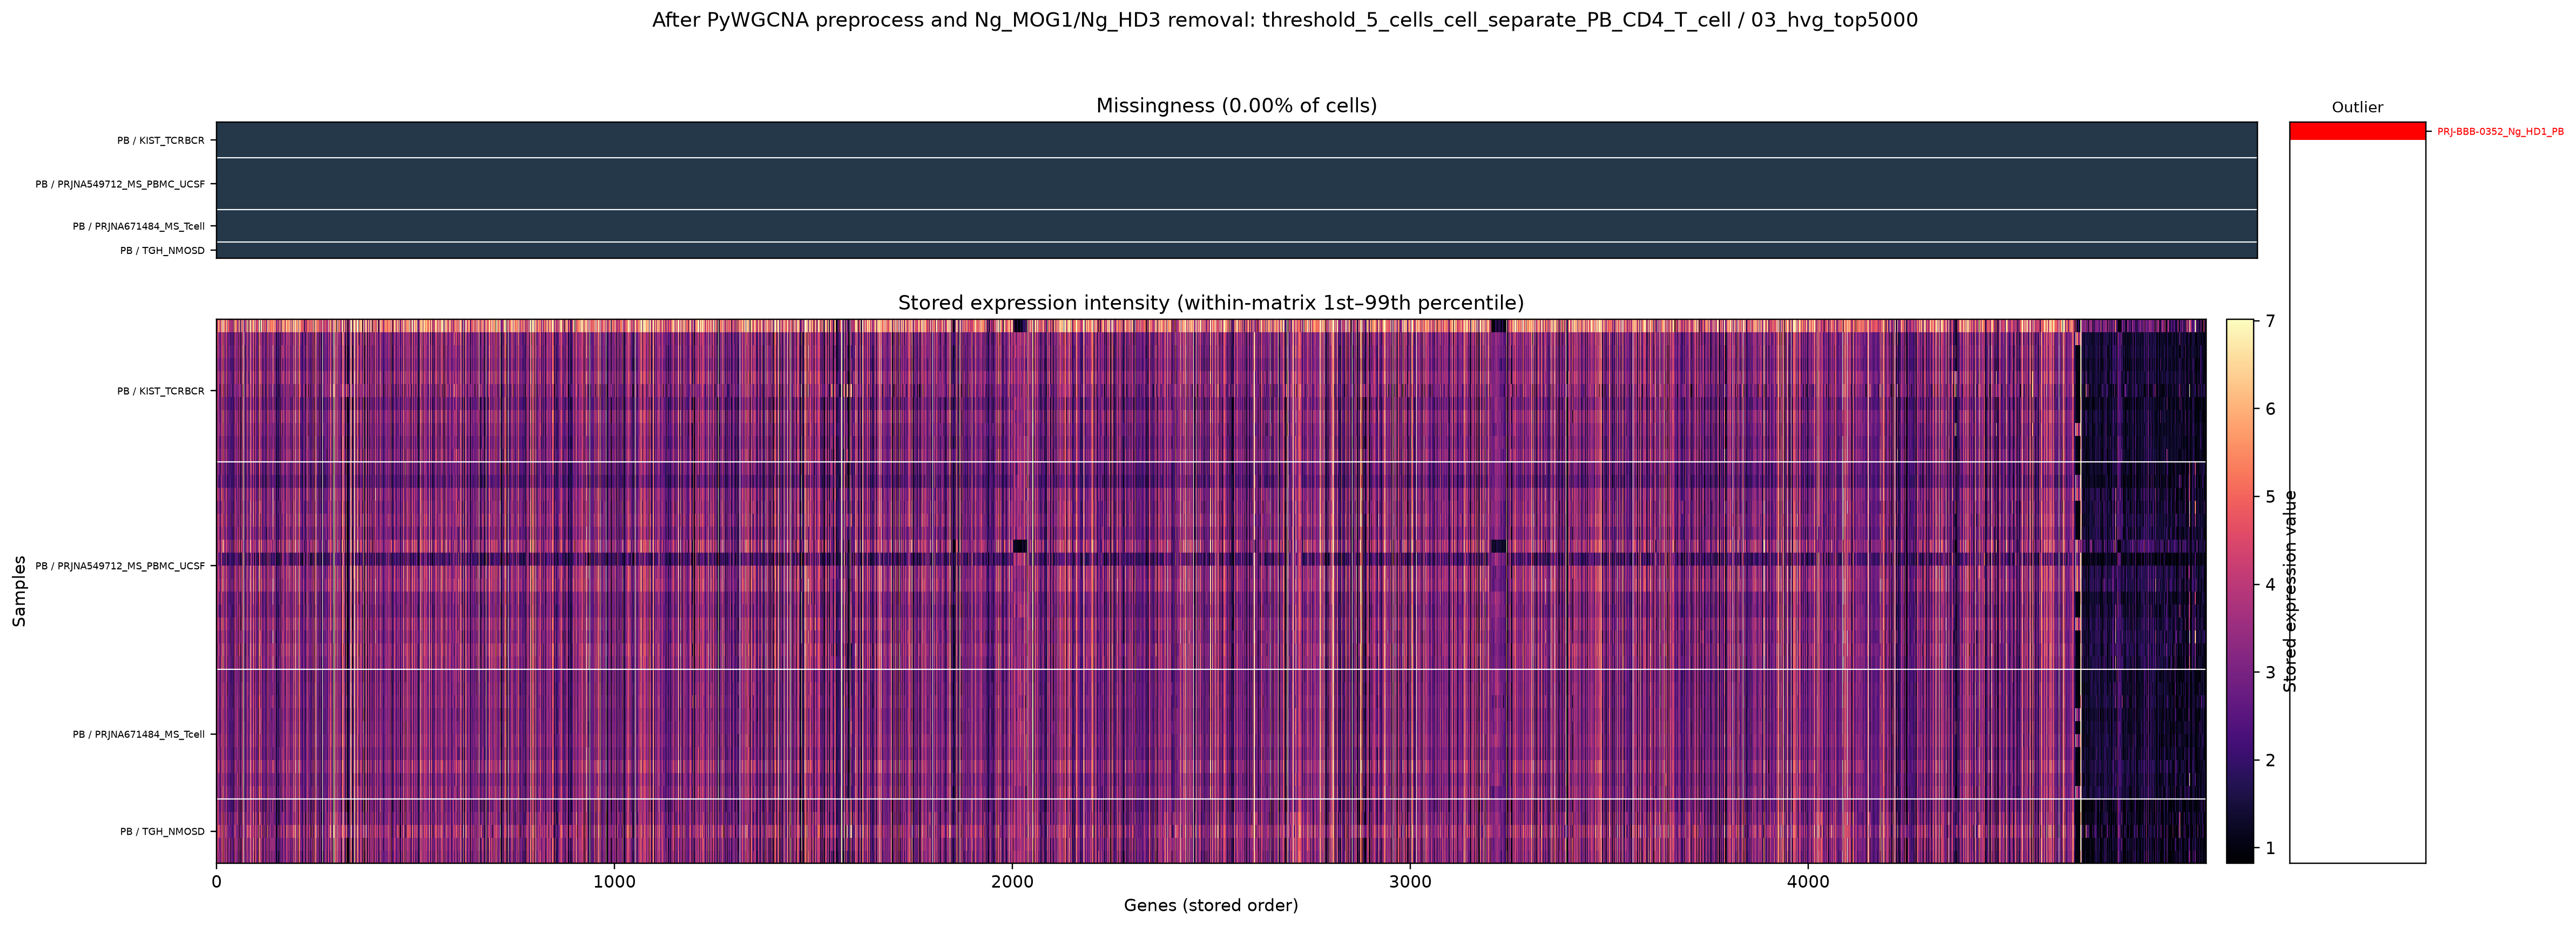 After PyWGCNA preprocess and Ng_MOG1/Ng_HD3 removal: threshold_5_cells_cell_separate_PB_CD4_T_cell / 03_hvg_top5000
Missingness (0.00% of cells)
Outlier
PB / KIST_TCRBCR
PB / PRJNA549712_MS_PBMC_UCSF
PB / PRJNA671484_MS_Tcell
PB / TGH_NMOSD
PRJ-BBB-0352_Ng_HD1_PB
Stored expression intensity (within-matrix 1st–99th percentile)
Samples
PB / KIST_TCRBCR
PB / PRJNA549712_MS_PBMC_UCSF
PB / PRJNA671484_MS_Tcell
PB / TGH_NMOSD
7
6
5
4
3
2
1
Stored expression value
0 1000 2000 3000 4000
Genes (stored order)